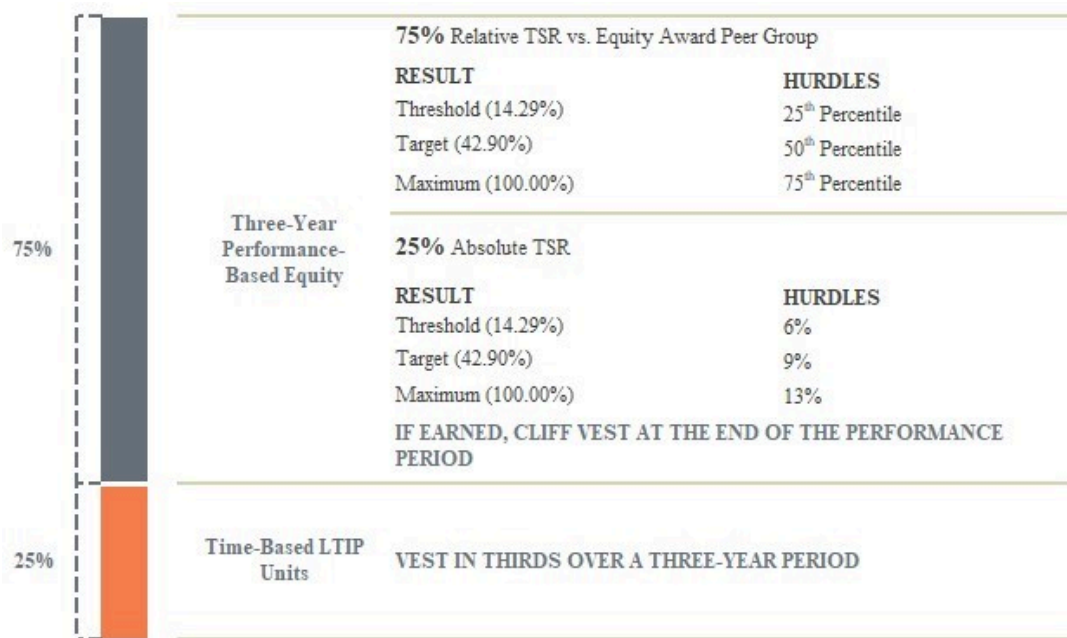 75% Relative TSR vs. Equity Award Peer Group
RESULT HURDLES
Threshold (14.29%) 25th Percentile
Target (42.90%) 50th Percentile
Maximum (100.00%) 75th Percentile
75%
Three-Year
Performance-
Based Equity
25% Absolute TSR
RESULT HURDLES
Threshold (14.29%) 6%
Target (42.90%) 9%
Maximum (100.00%) 13%
IF EARNED, CLIFF VEST AT THE END OF THE PERFORMANCE
PERIOD
25%
Time-Based LTIP
Units
VEST IN THIRDS OVER A THREE-YEAR PERIOD